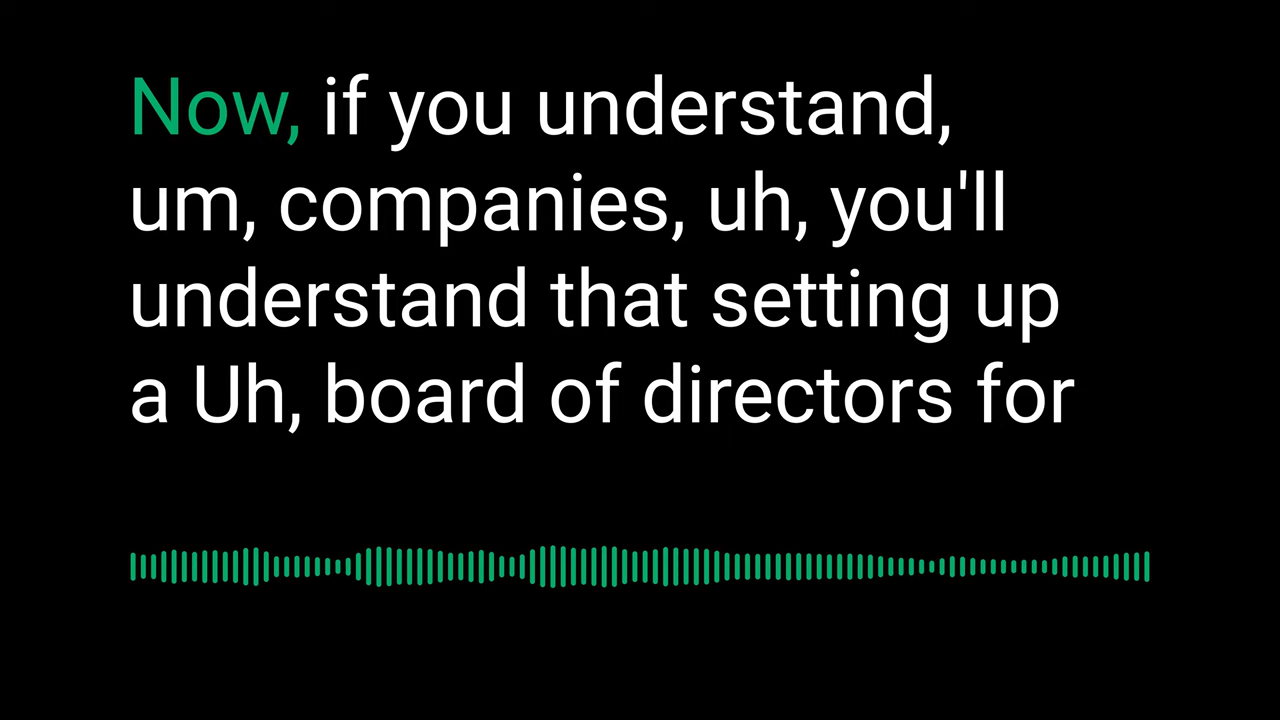 Now, if you understand,
um, companies, uh, you'll
understand that setting up
a Uh, board of directors for